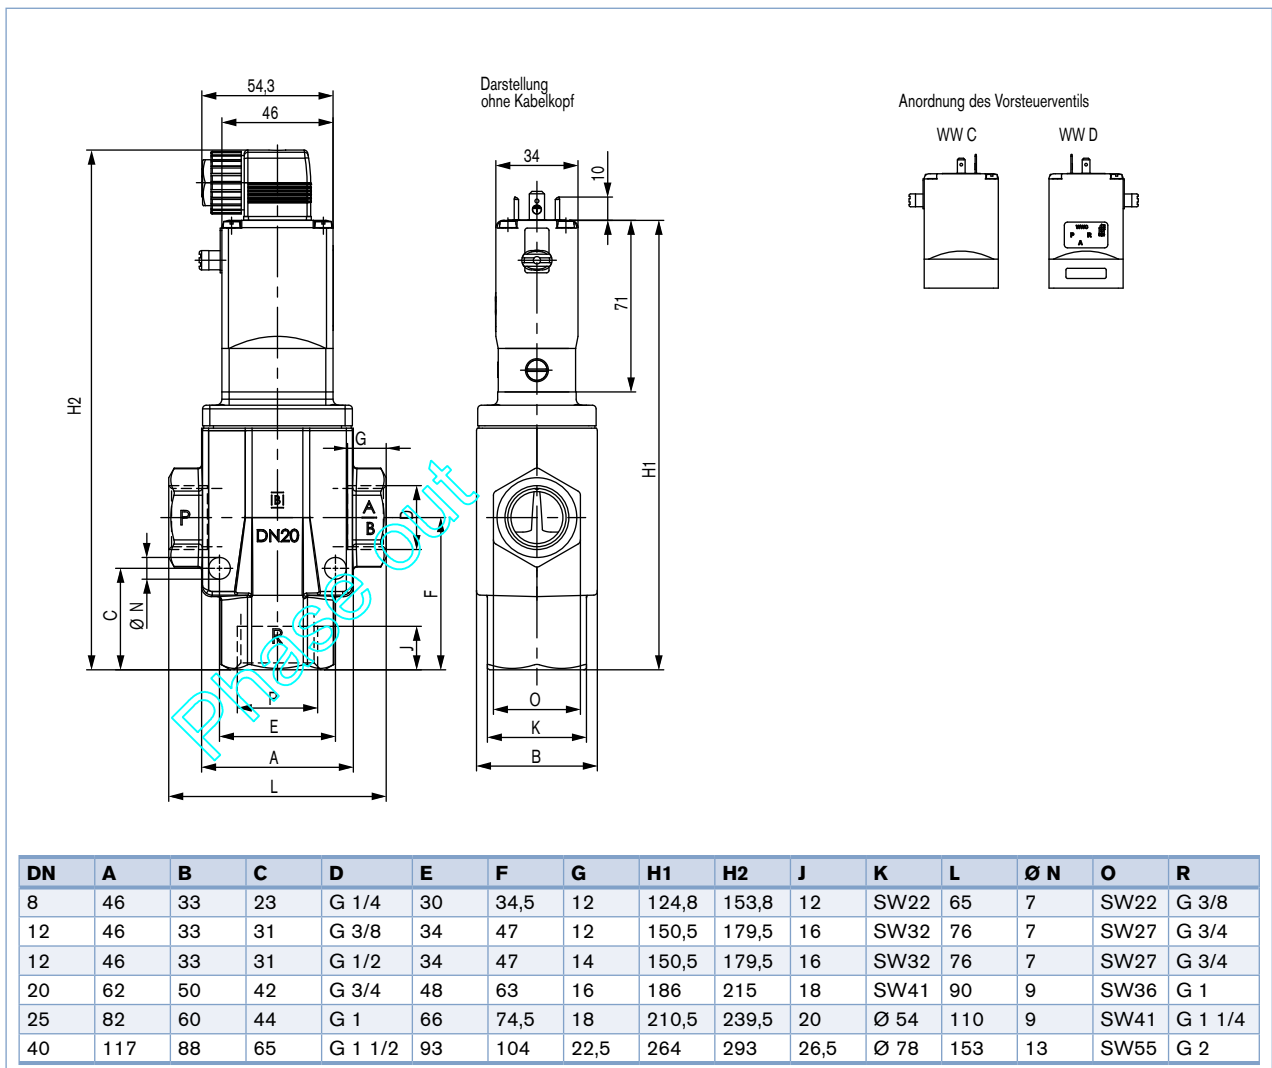 54,3
46
Darstellung
ohne Kabelkopf
Anordnung des Vorsteuerventils
WW C
WW D
34
10
P R
A
71
H2
H1
G
B
P
A
B
D
DN20
C
Ø N
F
J
R
P
E
A
L
O
K
B
Phase out
DN A B C D E F G H1 H2 J K L Ø N O R
8 46 33 23 G 1/4 30 34,5 12 124,8 153,8 12 SW22 65 7 SW22 G 3/8
12 46 33 31 G 3/8 34 47 12 150,5 179,5 16 SW32 76 7 SW27 G 3/4
12 46 33 31 G 1/2 34 47 14 150,5 179,5 16 SW32 76 7 SW27 G 3/4
20 62 50 42 G 3/4 48 63 16 186 215 18 SW41 90 9 SW36 G 1
25 82 60 44 G 1 66 74,5 18 210,5 239,5 20 Ø 54 110 9 SW41 G 1 1/4
40 117 88 65 G 1 1/2 93 104 22,5 264 293 26,5 Ø 78 153 13 SW55 G 2